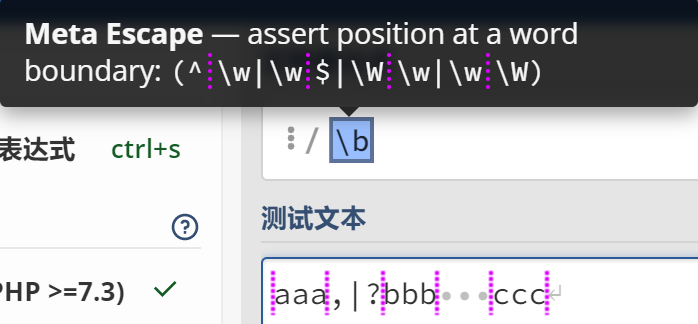 Meta Escape — assert position at a word
boundary: (^\w|\w$|\W\w|\w\W)
/ \b
表达式 ctrl+s
测试文本
PHP >=7.3)
aaa,|?bbb···ccc↵